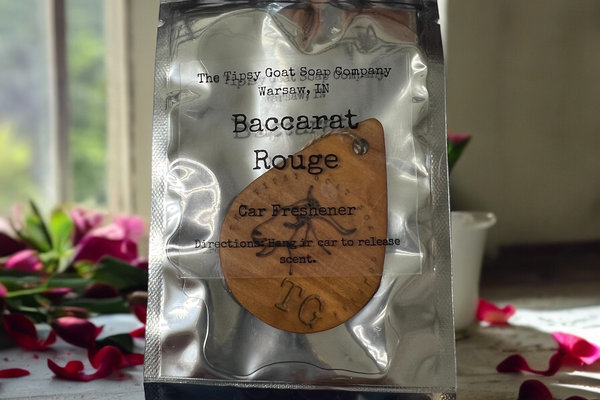 The Tipsy Goat Soap Company
Warsaw, IN
Baccarat
Rouge
Car Freshener
Directions: Hang in car to release
scent.
TG